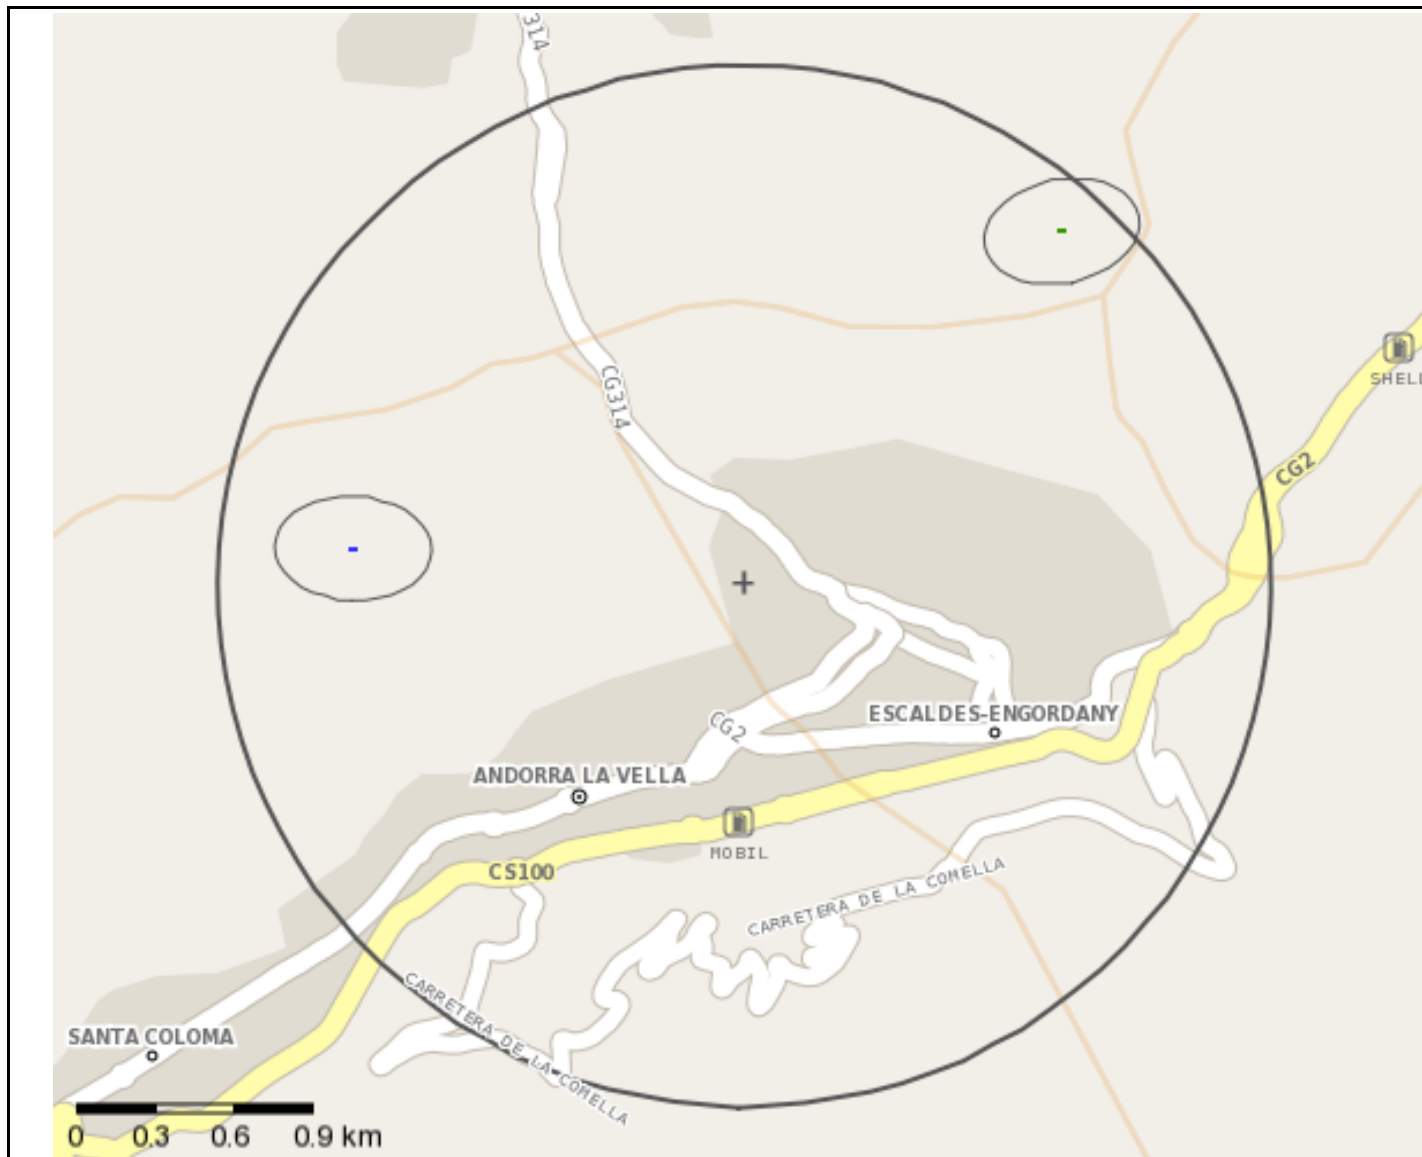 314
SHELL
CG314
CG2
ESCALDES-ENGORDANY
CG2
ANDORRA LA VELLA
MOBIL
CS100
CARRETERA DE LA COMELLA
CARRETERA DE LA COMELLA
SANTA COLOMA
0 0.3 0.6 0.9 km